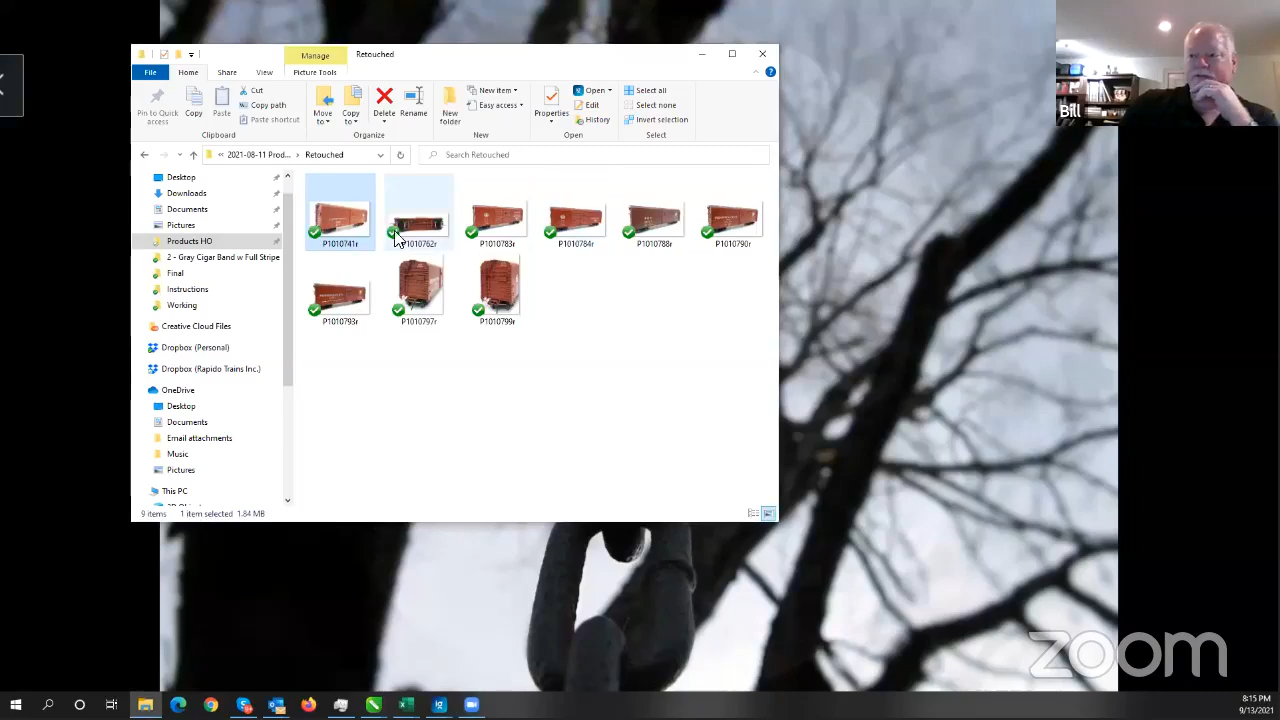 Manage Retouched
File Home Share View Picture Tools
Pin to Quick access
Copy
Paste
Cut
Copy path
Paste shortcut
Clipboard
Move to
Copy to
Delete
Rename
Organize
New folder
New item
Easy access
New
Properties
Open
Edit
History
Open
Select all
Select none
Invert selection
Select
« 2021-08-11 Prod... › Retouched
Search Retouched
Desktop
Downloads
Documents
Pictures
Products HO
2 - Gray Cigar Band w Full Stripe
Final
Instructions
Working
Creative Cloud Files
Dropbox (Personal)
Dropbox (Rapido Trains Inc.)
OneDrive
Desktop
Documents
Email attachments
Music
Pictures
This PC
P1010741r P1010762r P1010783r P1010784r P1010788r P1010790r
P1010793r P1010797r P1010799r
9 items 1 item selected 1.84 MB
Bill
zoom
8:15 PM
9/13/2021